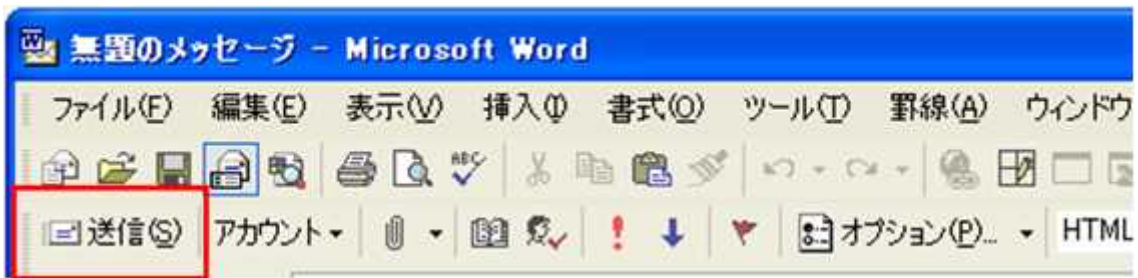 無題のメッセージ - Microsoft Word
ファイル(F) 編集(E) 表示(V) 挿入(I) 書式(O) ツール(T) 罫線(A) ウィンドウ
ABC
送信(S) アカウント オプション(P)... HTML